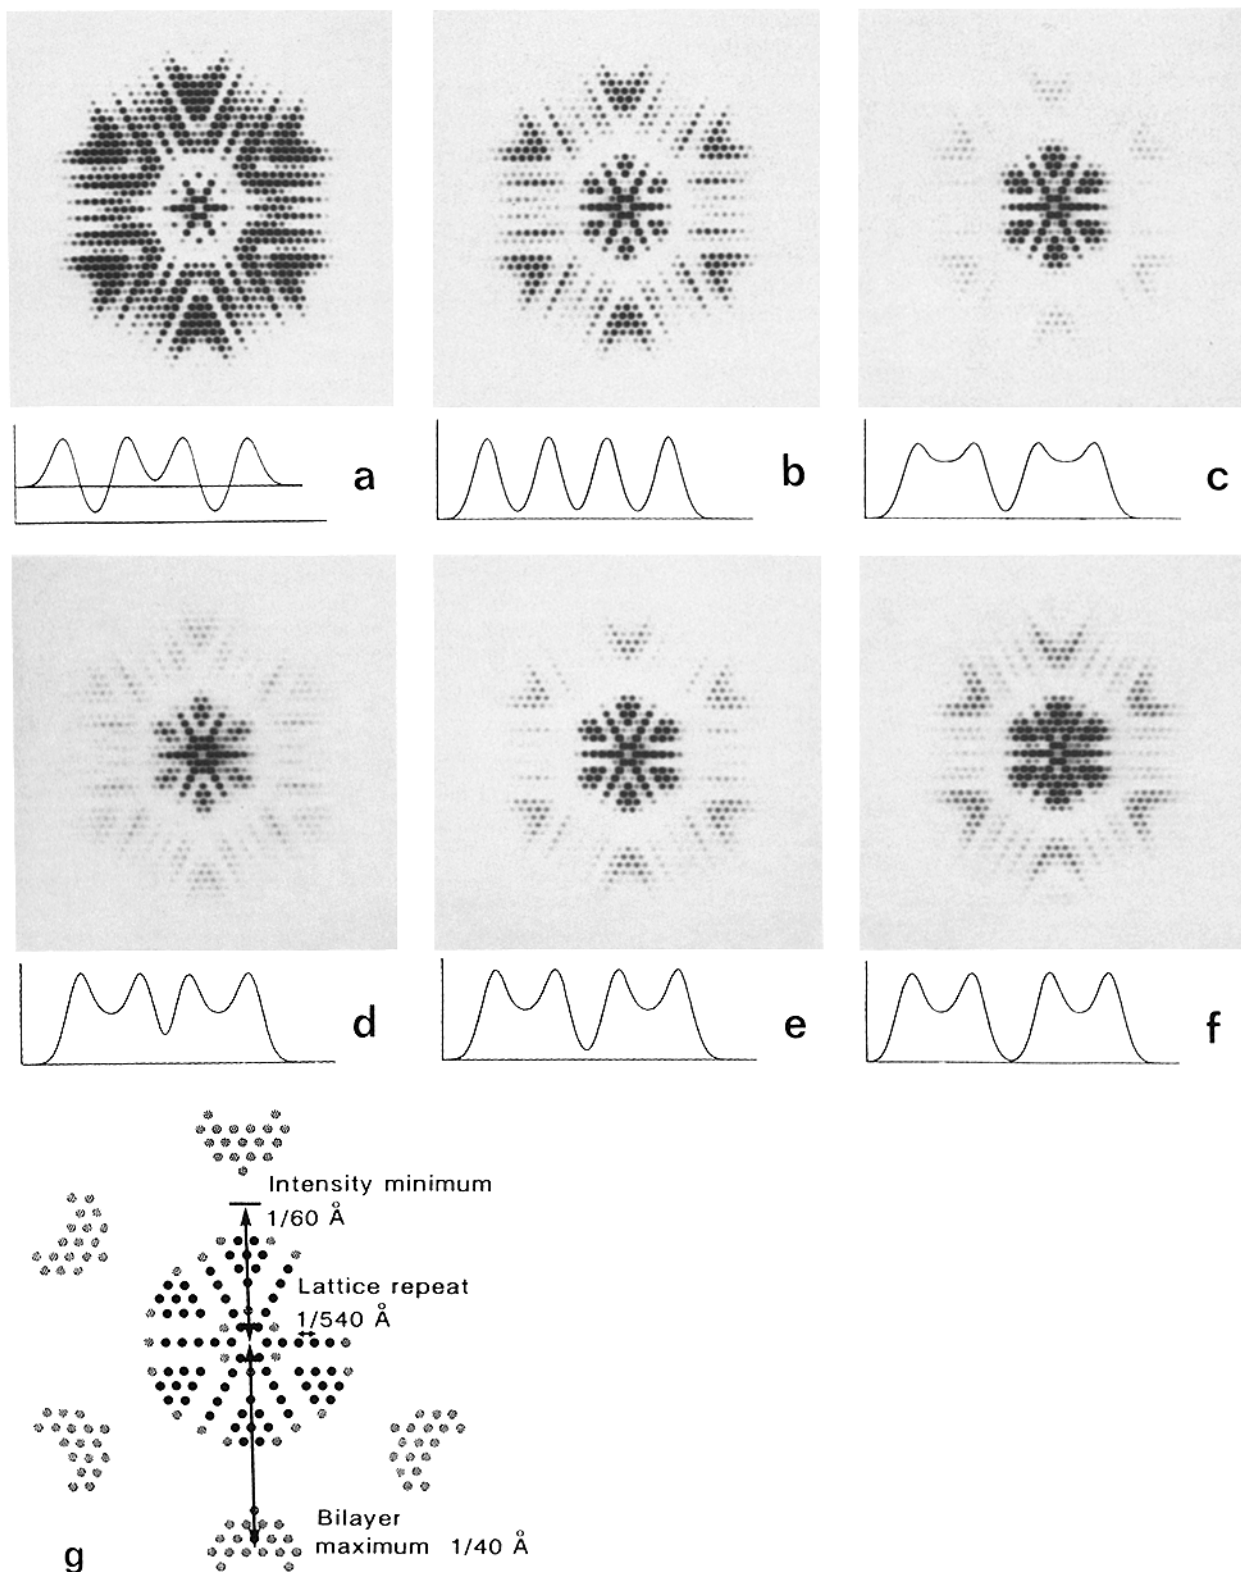 a
b
c
d
e
f
Intensity minimum
1/60 Å
Lattice repeat
1/540 Å
Bilayer
maximum 1/40 Å
g